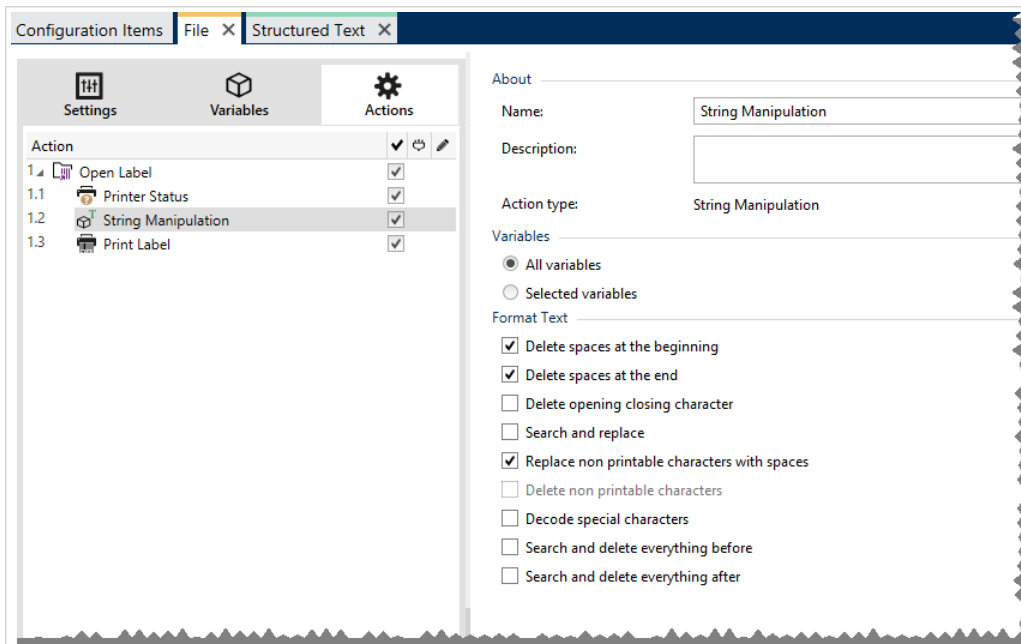 Configuration Items File Structured Text
Settings Variables Actions
Action
1 Open Label
1.1 Printer Status
1.2 String Manipulation
1.3 Print Label
About
Name: String Manipulation
Description:
Action type: String Manipulation
Variables
All variables
Selected variables
Format Text
Delete spaces at the beginning
Delete spaces at the end
Delete opening closing character
Search and replace
Replace non printable characters with spaces
Delete non printable characters
Decode special characters
Search and delete everything before
Search and delete everything after